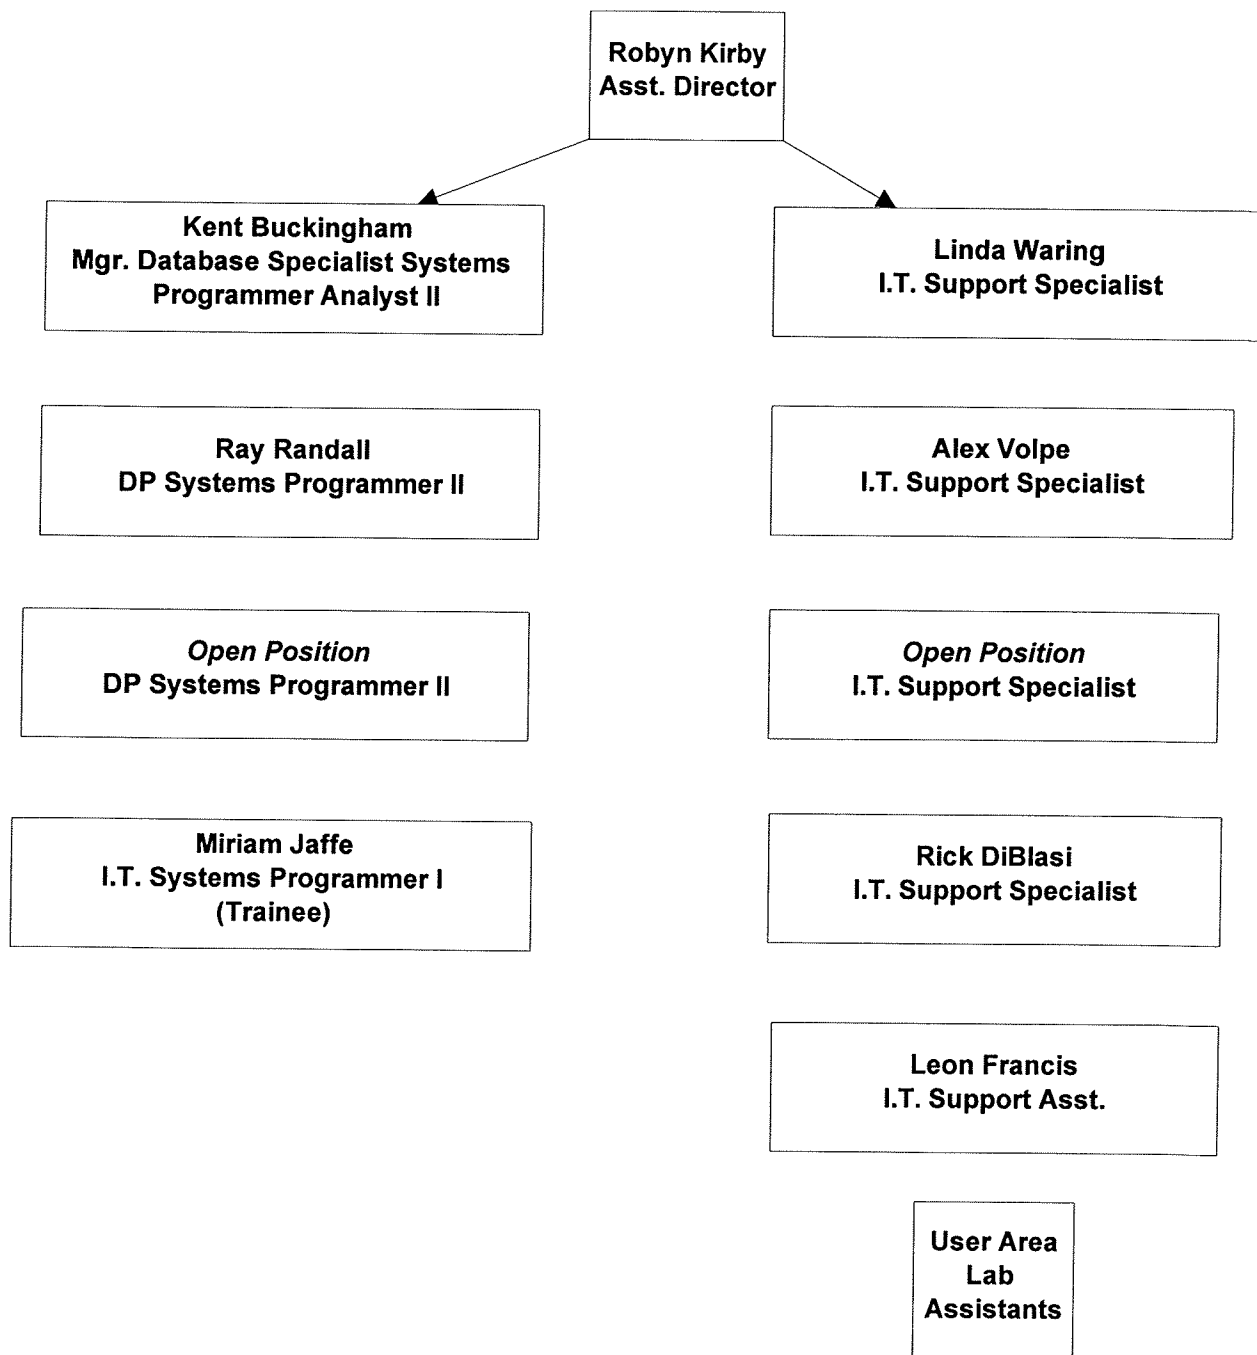 Robyn Kirby
Asst. Director
Kent Buckingham
Mgr. Database Specialist Systems
Programmer Analyst II
Linda Waring
I.T. Support Specialist
Ray Randall
DP Systems Programmer II
Alex Volpe
I.T. Support Specialist
Open Position
DP Systems Programmer II
Open Position
I.T. Support Specialist
Miriam Jaffe
I.T. Systems Programmer I
(Trainee)
Rick DiBlasi
I.T. Support Specialist
Leon Francis
I.T. Support Asst.
User Area
Lab
Assistants